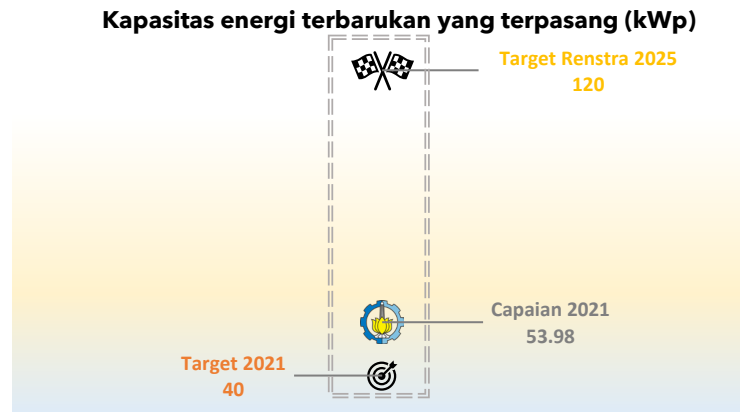 Kapasitas energi terbarukan yang terpasang (kWp)
Target Renstra 2025
120
Capaian 2021
53.98
Target 2021
40